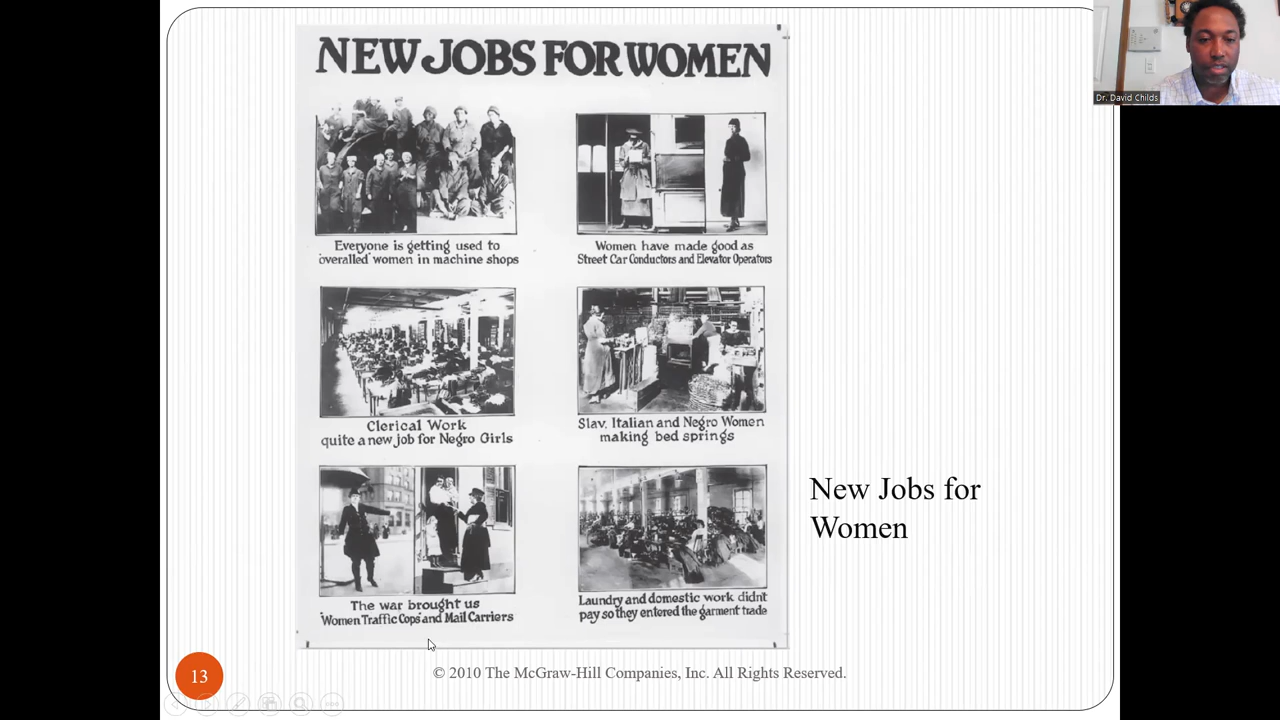 NEW JOBS FOR WOMEN
Everyone is getting used to
"overalled" women in machine shops
Women have made good as
Street Car Conductors and Elevator Operators
Clerical Work
quite a new job for Negro Girls
Slav, Italian and Negro Women
making bed springs
The war brought us
"Women Traffic Cops" and Mail Carriers
Laundry and domestic work didnt
pay so they entered the garment trade
New Jobs for
Women
13
© 2010 The McGraw-Hill Companies, Inc. All Rights Reserved.
Dr. David Childs